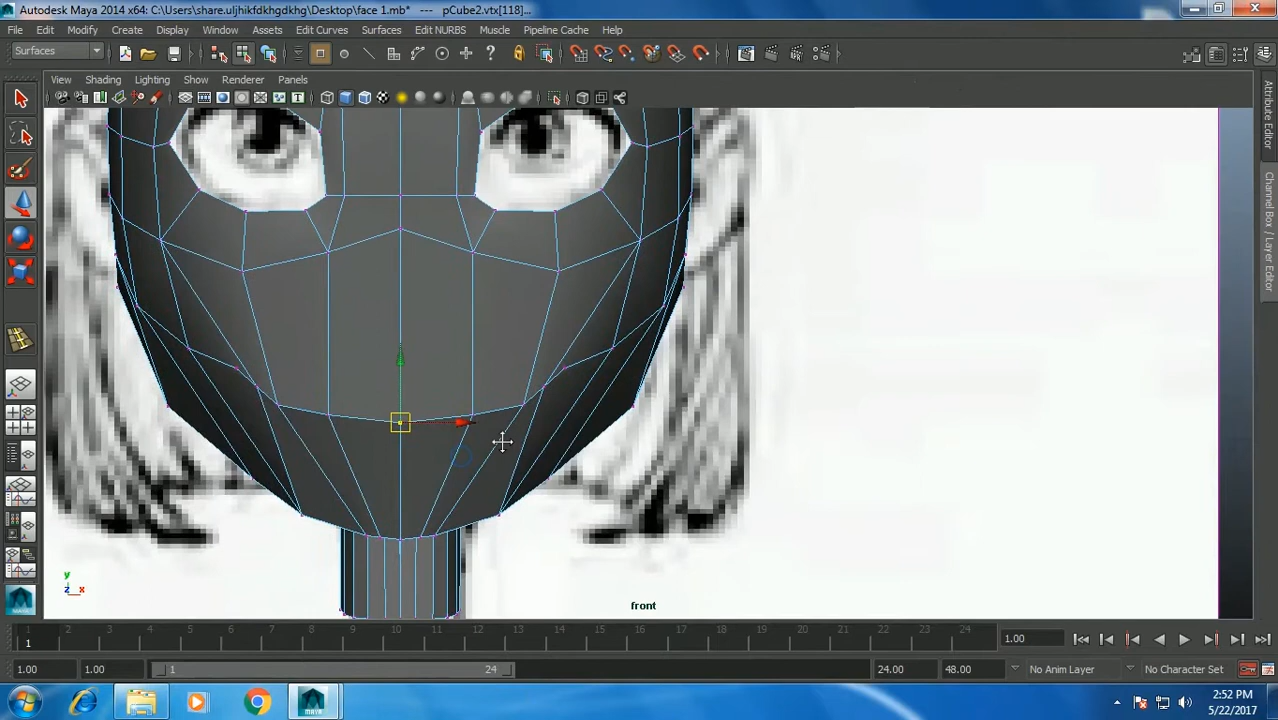 Autodesk Maya 2014 x64: C:\Users\share.uljhikfdkhgdkhg\Desktop\face 1.mb* --- pCube2.vtx[118]...
File Edit Modify Create Display Window Assets Edit Curves Surfaces Edit NURBS Muscle Pipeline Cache Help
Surfaces
View Shading Lighting Show Renderer Panels
Attribute Editor
Channel Box / Layer Editor
y
z x
front
1 2 3 4 5 6 7 8 9 10 11 12 13 14 15 16 17 18 19 20 21 22 23 24
1
1.00
1.00 1.00 1 24 24.00 48.00 No Anim Layer No Character Set
MAYA
2:52 PM
5/22/2017